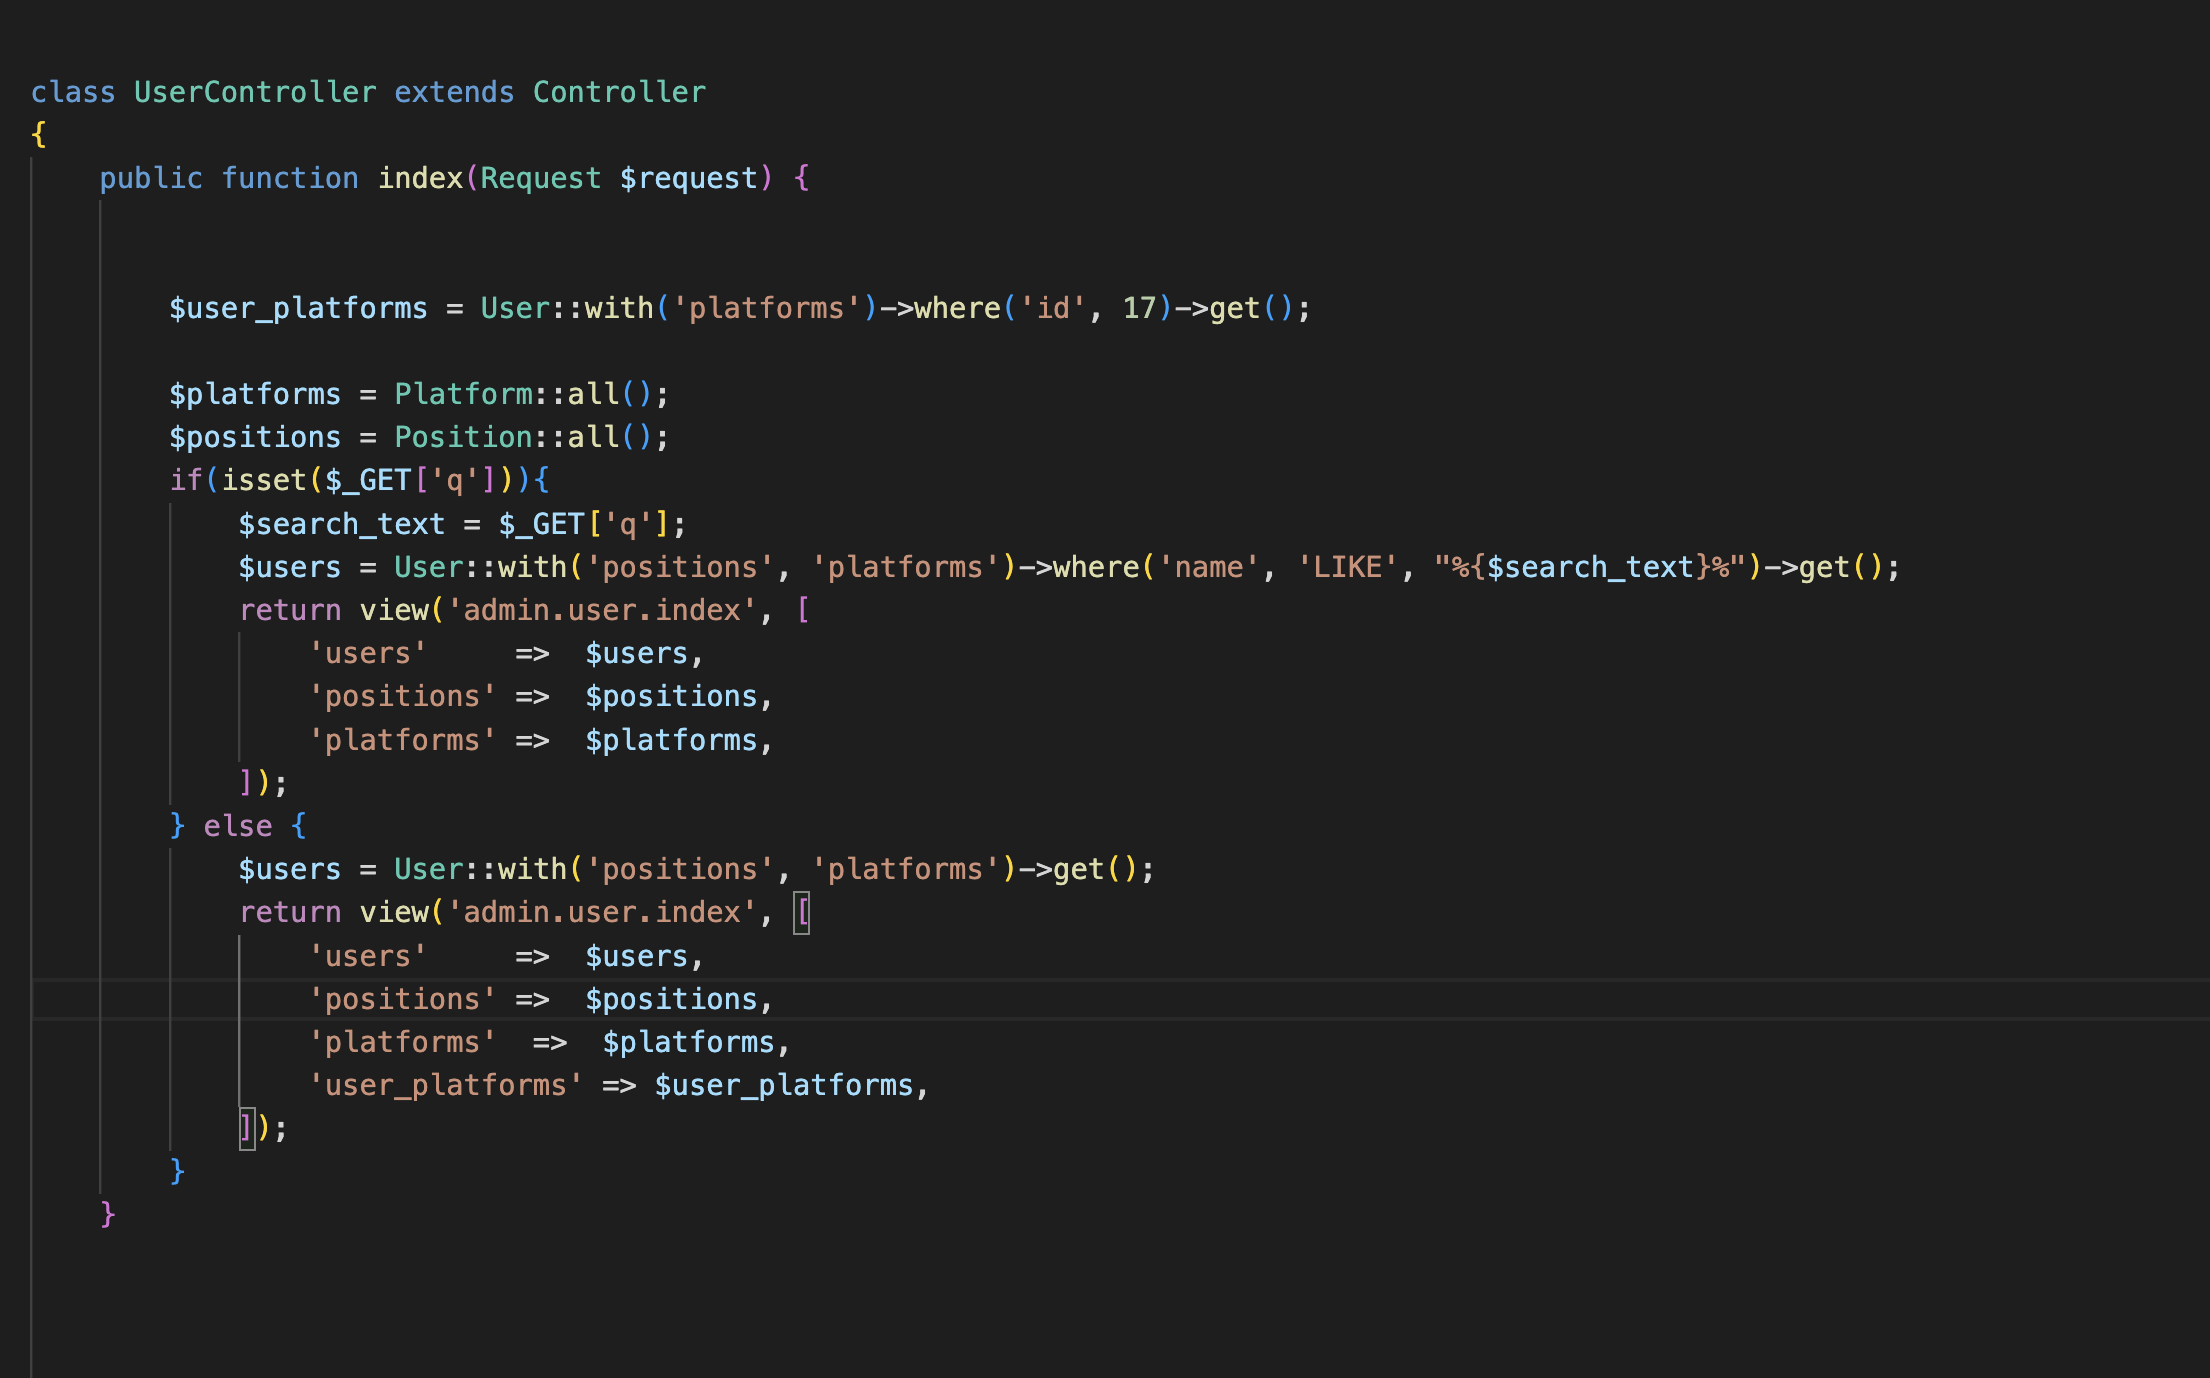 class UserController extends Controller
{
    public function index(Request $request) {
        $user_platforms = User::with('platforms')->where('id', 17)->get();
        $platforms = Platform::all();
        $positions = Position::all();
        if(isset($_GET['q'])){
            $search_text = $_GET['q'];
            $users = User::with('positions', 'platforms')->where('name', 'LIKE', "%{$search_text}%")->get();
            return view('admin.user.index', [
                'users'     =>  $users,
                'positions' =>  $positions,
                'platforms' =>  $platforms,
            ]);
        } else {
            $users = User::with('positions', 'platforms')->get();
            return view('admin.user.index', [
                'users'     =>  $users,
                'positions' =>  $positions,
                'platforms'  =>  $platforms,
                'user_platforms' => $user_platforms,
            ]);
        }
    }